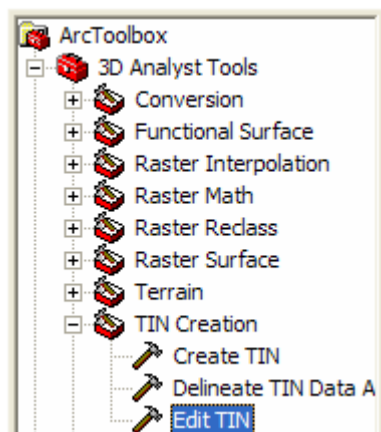 ArcToolbox
3D Analyst Tools
Conversion
Functional Surface
Raster Interpolation
Raster Math
Raster Reclass
Raster Surface
Terrain
TIN Creation
Create TIN
Delineate TIN Data A
Edit TIN